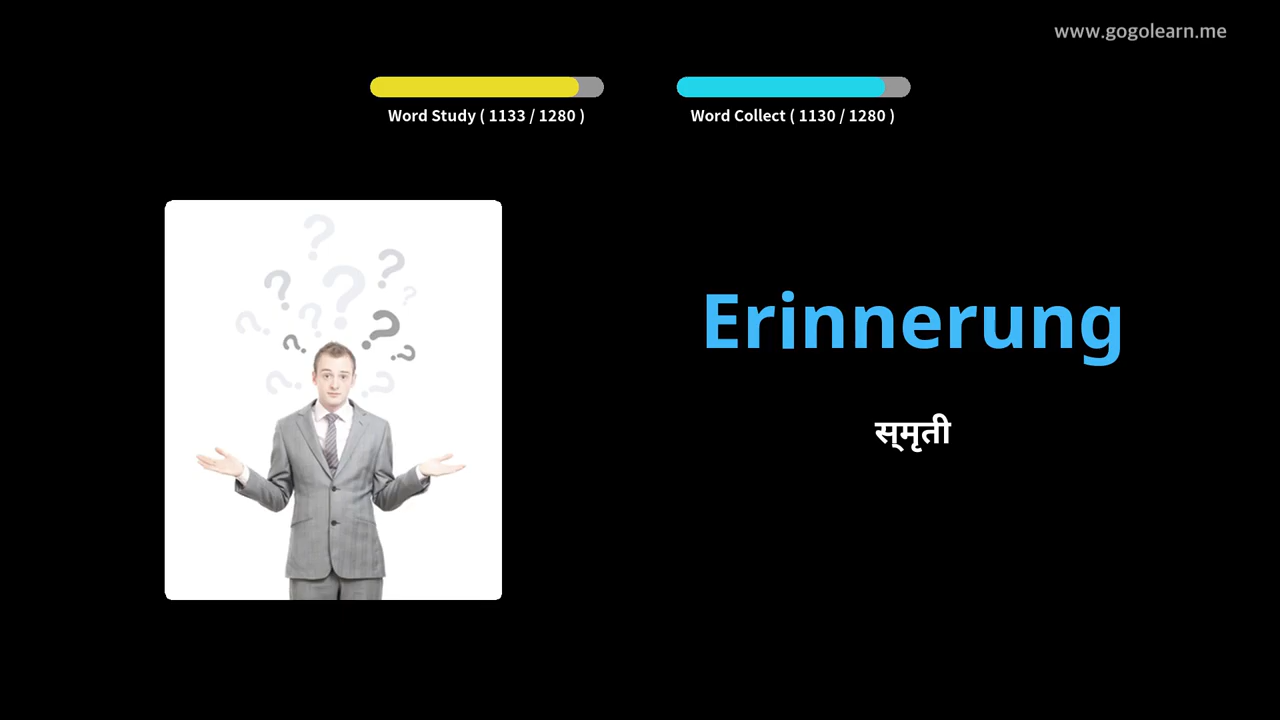 www.gogolearn.me
Word Study ( 1133 / 1280 )
Word Collect ( 1130 / 1280 )
Erinnerung
स्मृती